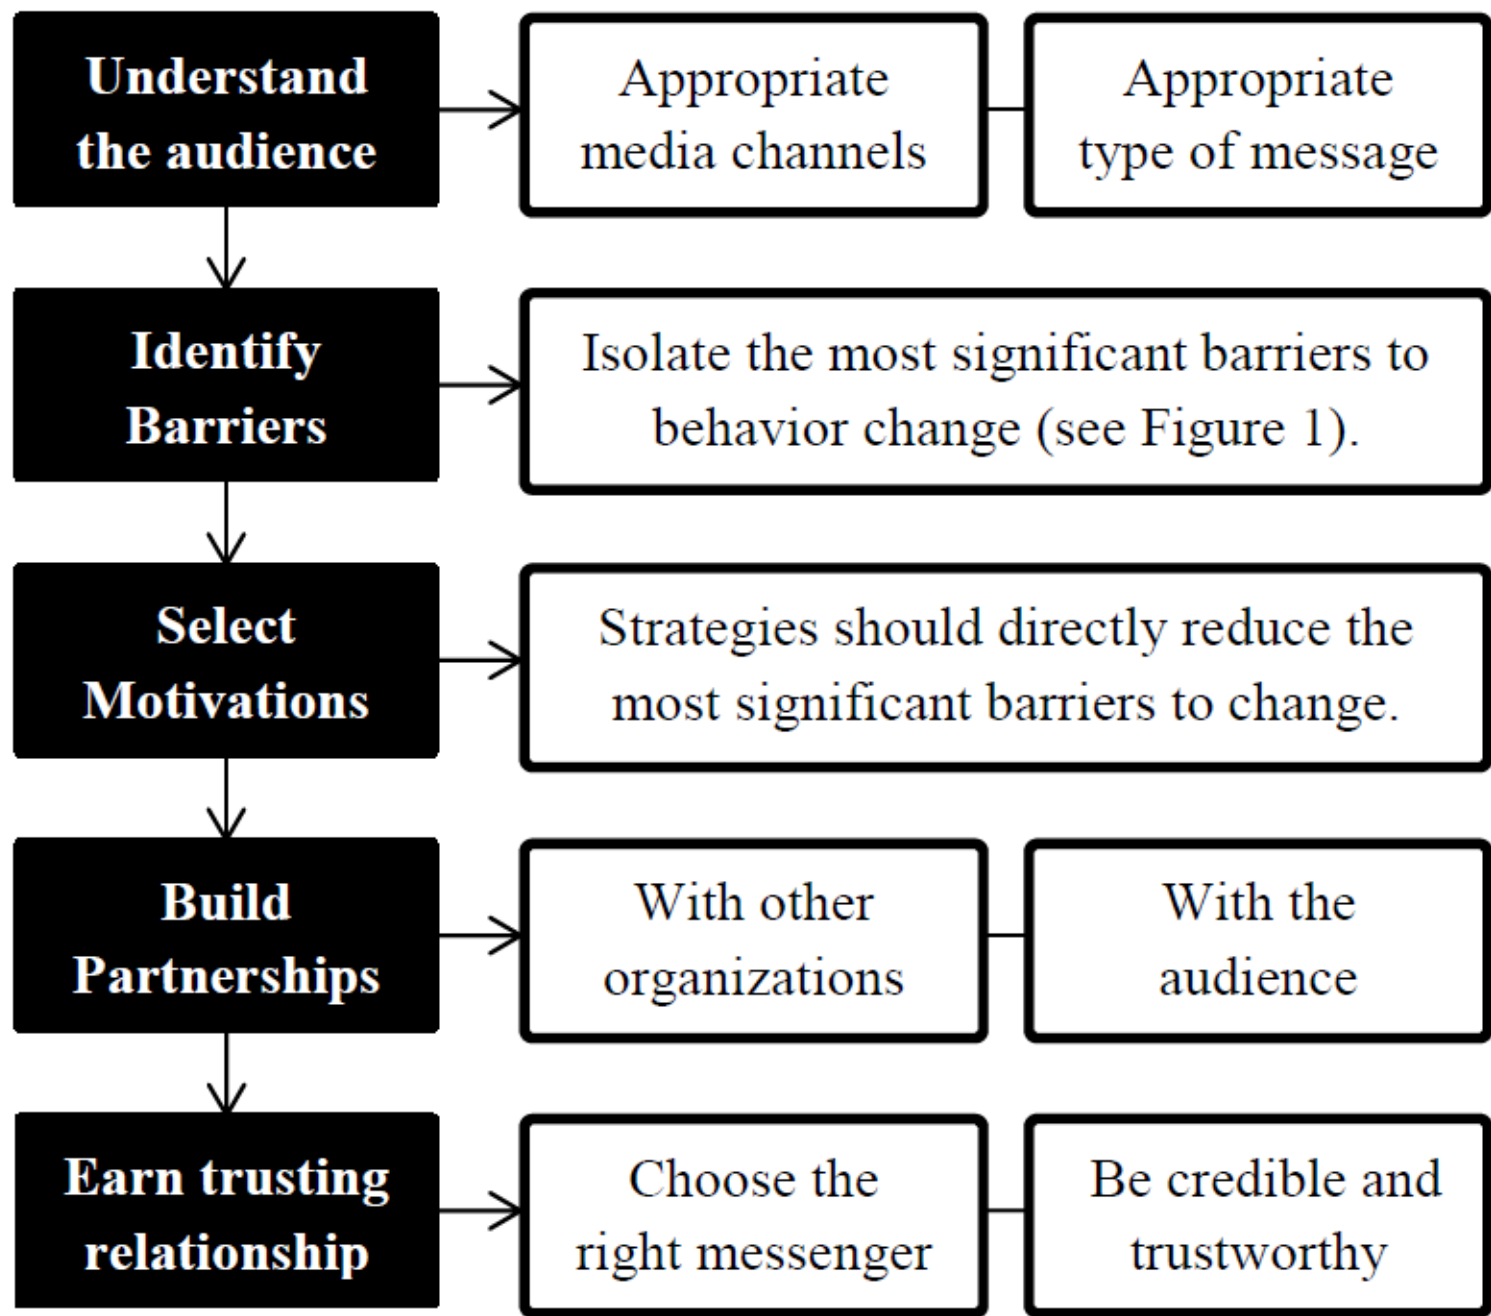 Understand
the audience
Appropriate
media channels
Appropriate
type of message
Identify
Barriers
Isolate the most significant barriers to
behavior change (see Figure 1).
Select
Motivations
Strategies should directly reduce the
most significant barriers to change.
Build
Partnerships
With other
organizations
With the
audience
Earn trusting
relationship
Choose the
right messenger
Be credible and
trustworthy